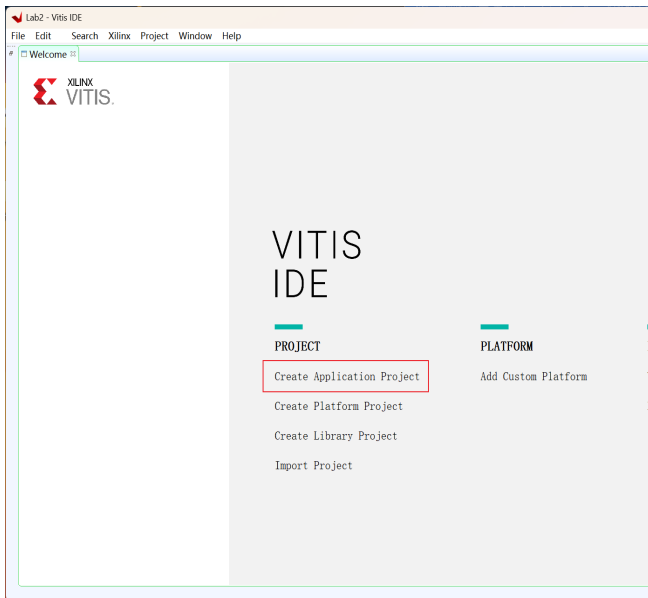 Lab2 - Vitis IDE
File Edit Search Xilinx Project Window Help
Welcome
XILINX
VITIS.
VITIS
IDE
PROJECT
PLATFORM
Create Application Project
Add Custom Platform
Create Platform Project
Create Library Project
Import Project